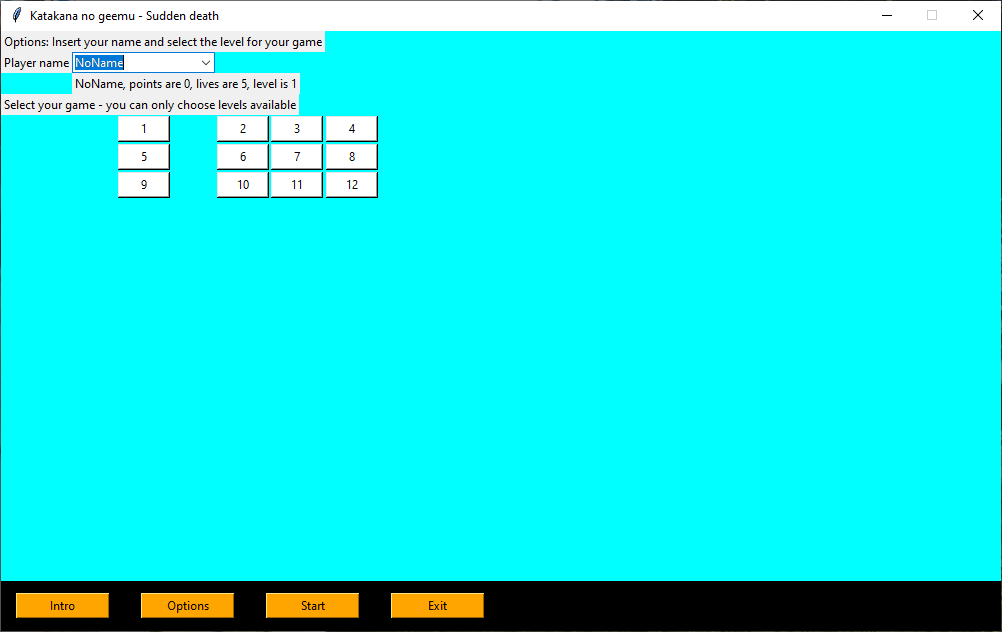 Katakana no geemu - Sudden death
Options: Insert your name and select the level for your game
Player name NoName
NoName, points are 0, lives are 5, level is 1
Select your game - you can only choose levels available
1 2 3 4
5 6 7 8
9 10 11 12
Intro Options Start Exit